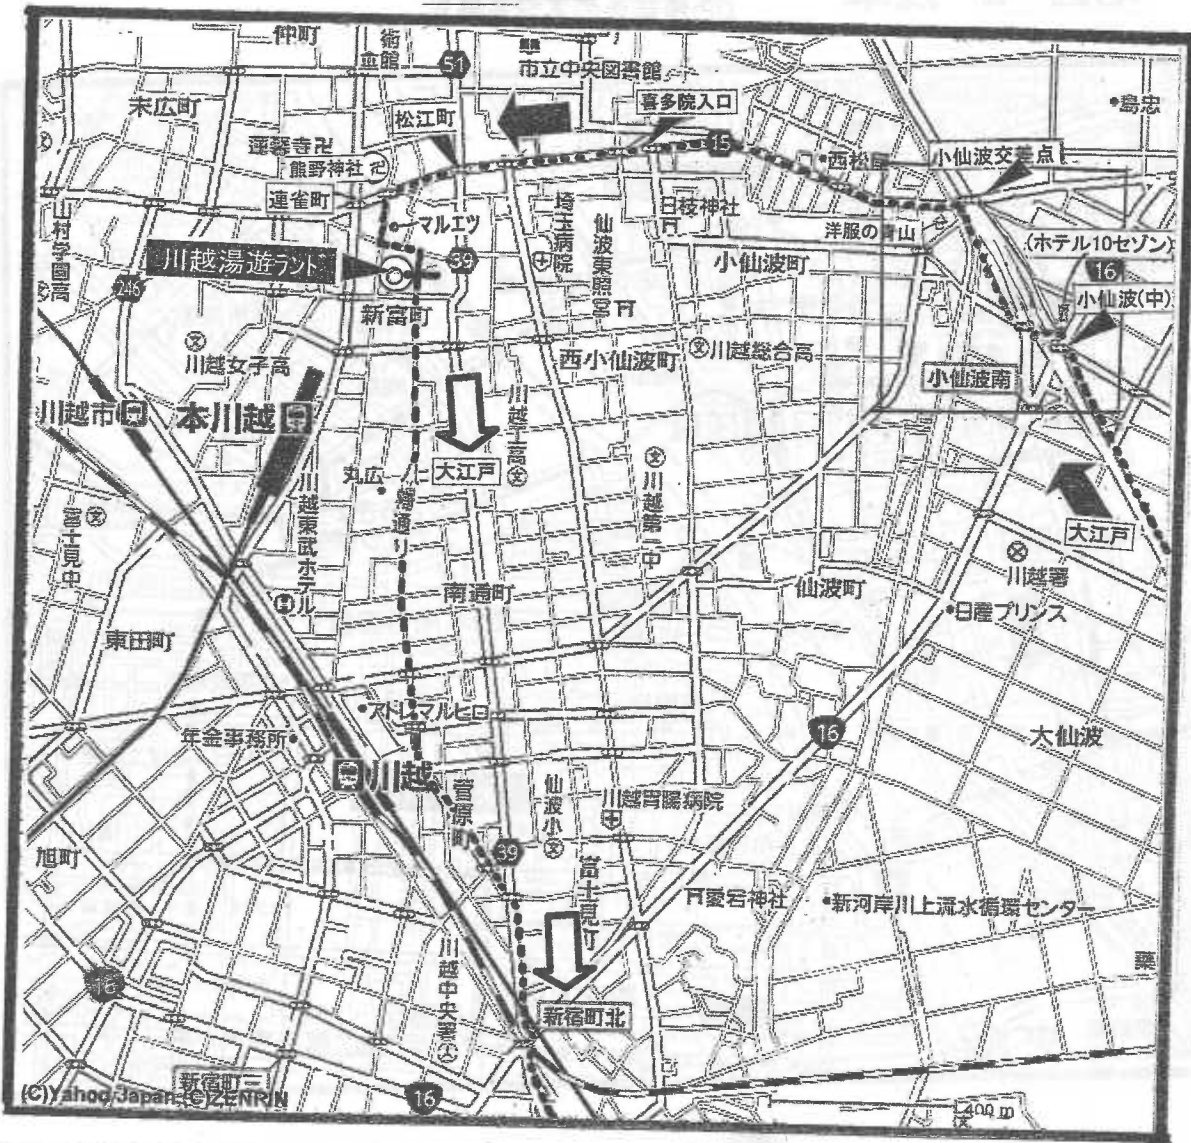 仲町
術館
51
市立中央図書館
喜多院入口
島忠
末広町
松江町
蓮馨寺卍
熊野神社卍
15
西松屋
小仙波交差点
連雀町
マルエツ
埼玉病院
仙波東照宮
日枝神社
洋服の青山
(ホテル10セゾン)
山村学園高
川越湯遊ランド
39
小仙波町
16
246
新富町
小仙波(中)
川越女子高
西小仙波町
川越総合高
小仙波南
川越市
本川越
川越工高
大江戸
丸広
川越第一中
大江戸
富士見中
川越東武ホテル
川越署
南通町
仙波町
日産プリンス
東田町
アトレマルヒロ
年金事務所
16
大仙波
川越
菅原町
仙波小
川越胃腸病院
旭町
39
富士見町
愛宕神社
新河岸川上流水循環センター
川越中央署
16
新宿町北
新宿町三
16
(C)Yahoo Japan,(C)ZENRIN
400 m